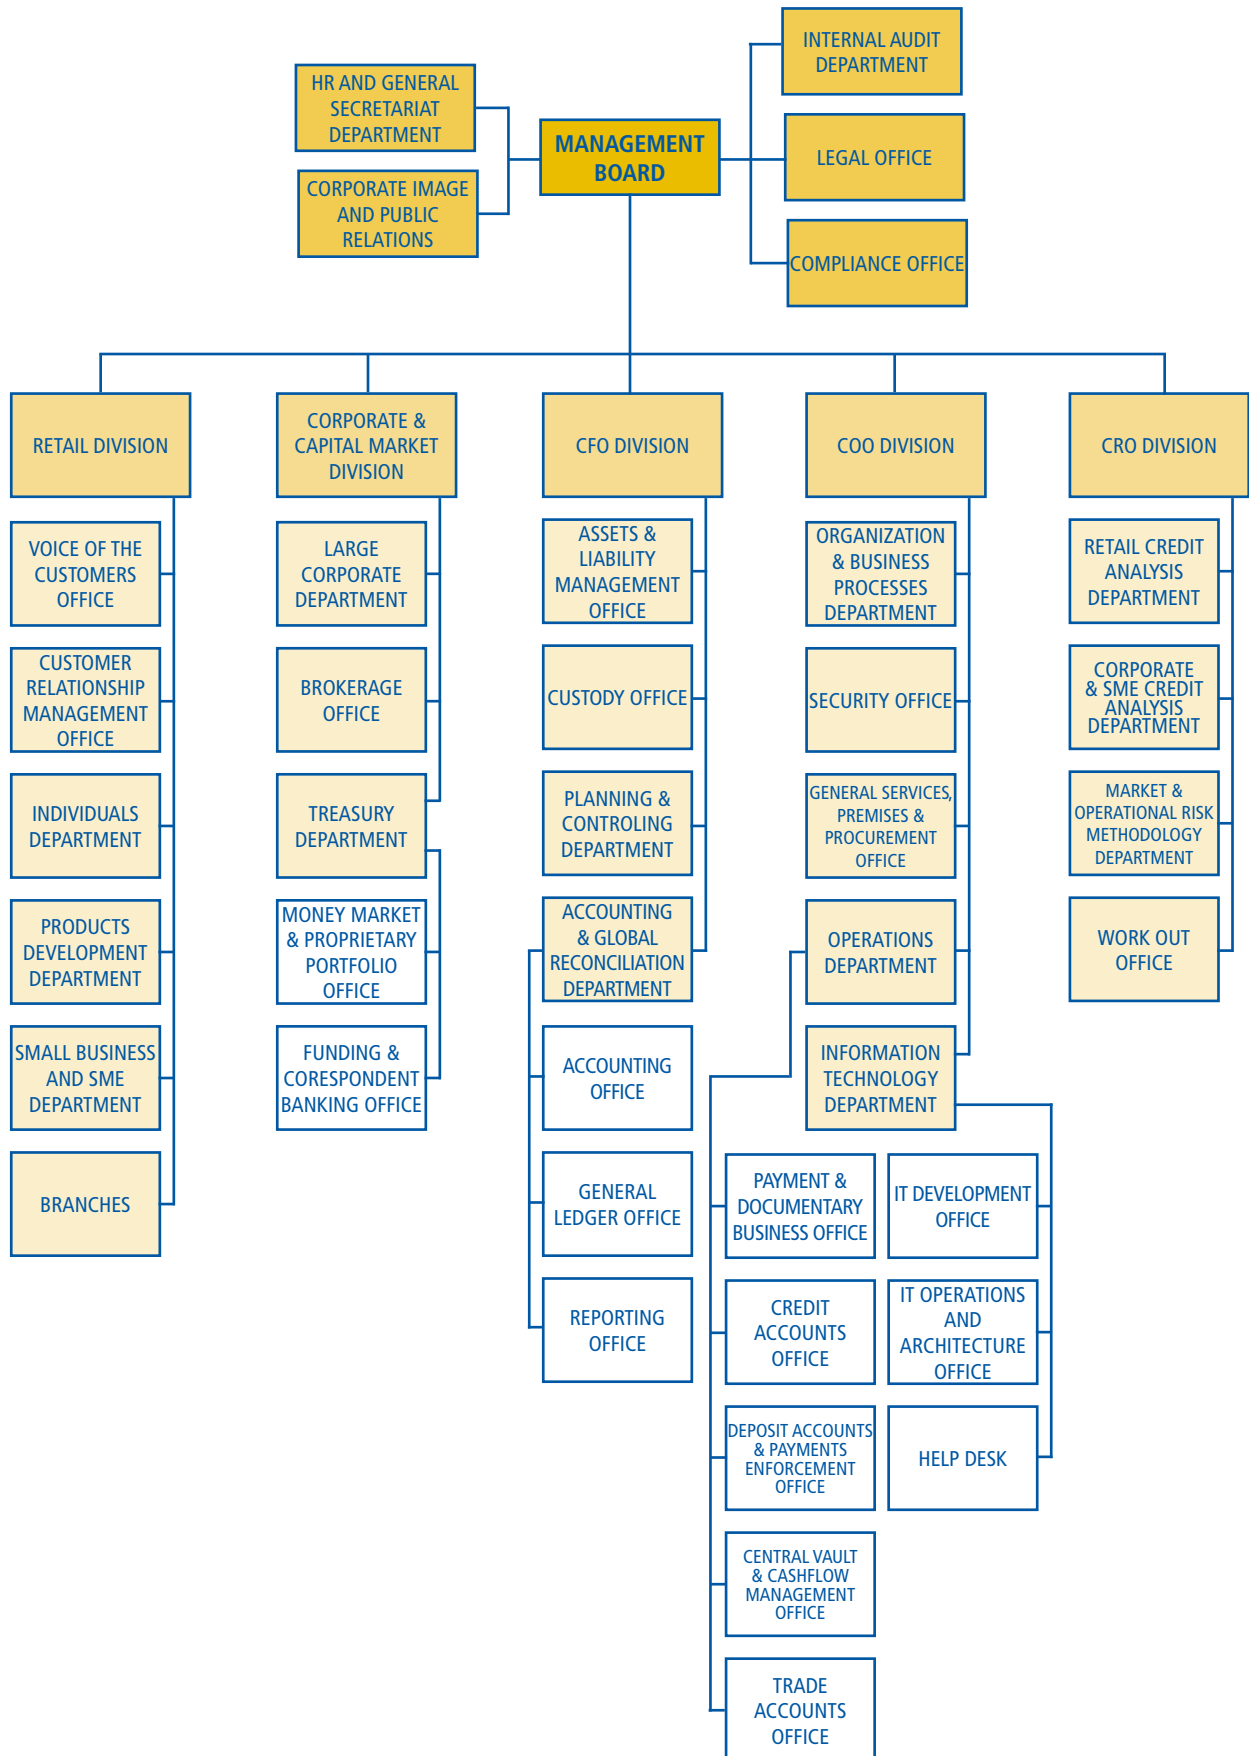 INTERNAL AUDIT
DEPARTMENT
HR AND GENERAL
SECRETARIAT
DEPARTMENT
MANAGEMENT
BOARD
LEGAL OFFICE
CORPORATE IMAGE
AND PUBLIC
RELATIONS
COMPLIANCE OFFICE
RETAIL DIVISION
CORPORATE &
CAPITAL MARKET
DIVISION
CFO DIVISION
COO DIVISION
CRO DIVISION
VOICE OF THE
CUSTOMERS
OFFICE
CUSTOMER
RELATIONSHIP
MANAGEMENT
OFFICE
INDIVIDUALS
DEPARTMENT
PRODUCTS
DEVELOPMENT
DEPARTMENT
SMALL BUSINESS
AND SME
DEPARTMENT
BRANCHES
LARGE
CORPORATE
DEPARTMENT
BROKERAGE
OFFICE
TREASURY
DEPARTMENT
MONEY MARKET
& PROPRIETARY
PORTFOLIO
OFFICE
FUNDING &
CORESPONDENT
BANKING OFFICE
ASSETS &
LIABILITY
MANAGEMENT
OFFICE
CUSTODY OFFICE
PLANNING &
CONTROLING
DEPARTMENT
ACCOUNTING
& GLOBAL
RECONCILIATION
DEPARTMENT
ACCOUNTING
OFFICE
GENERAL
LEDGER OFFICE
REPORTING
OFFICE
ORGANIZATION
& BUSINESS
PROCESSES
DEPARTMENT
SECURITY OFFICE
GENERAL SERVICES,
PREMISES &
PROCUREMENT
OFFICE
OPERATIONS
DEPARTMENT
INFORMATION
TECHNOLOGY
DEPARTMENT
PAYMENT &
DOCUMENTARY
BUSINESS OFFICE
CREDIT
ACCOUNTS
OFFICE
DEPOSIT ACCOUNTS
& PAYMENTS
ENFORCEMENT
OFFICE
CENTRAL VAULT
& CASHFLOW
MANAGEMENT
OFFICE
TRADE
ACCOUNTS
OFFICE
IT DEVELOPMENT
OFFICE
IT OPERATIONS
AND
ARCHITECTURE
OFFICE
HELP DESK
RETAIL CREDIT
ANALYSIS
DEPARTMENT
CORPORATE
& SME CREDIT
ANALYSIS
DEPARTMENT
MARKET &
OPERATIONAL RISK
METHODOLOGY
DEPARTMENT
WORK OUT
OFFICE